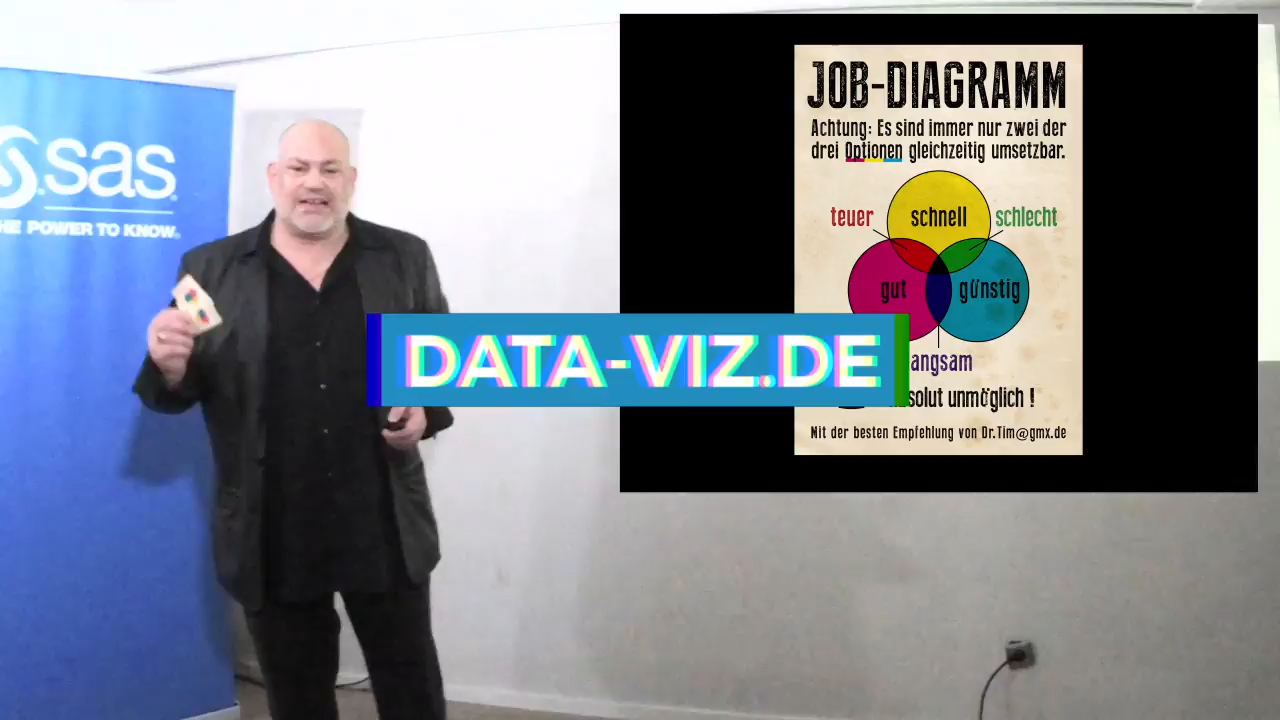 sas
HE POWER TO KNOW.
JOB-DIAGRAMM
Achtung: Es sind immer nur zwei der
drei Optionen gleichzeitig umsetzbar.
teuer
schnell
schlecht
gut
günstig
angsam
DATA-VIZ.DE
solut unmöglich !
Mit der besten Empfehlung von Dr.Tim@gmx.de